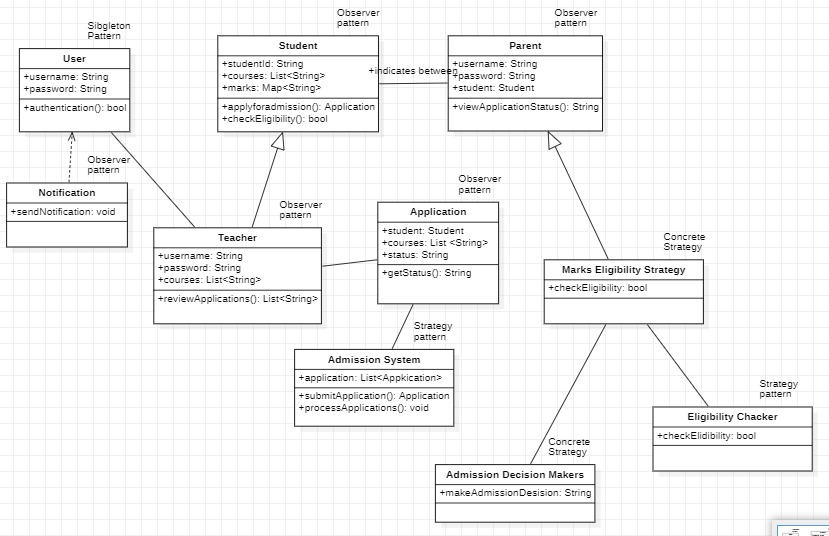 Sibgleton
Pattern
User
+username: String
+password: String
+authentication(): bool
Observer
pattern
Student
+studentId: String
+courses: List<String>
+marks: Map<String>
+applyforadmission(): Application
+checkEligibility(): bool
+indicates between
Observer
pattern
Parent
+username: String
+password: String
+student: Student
+viewApplicationStatus(): String
Observer
pattern
Notification
+sendNotification: void
Observer
pattern
Teacher
+username: String
+password: String
+courses: List<String>
+reviewApplications(): List<String>
Observer
pattern
Application
+student: Student
+courses: List <String>
+status: String
+getStatus(): String
Concrete
Strategy
Marks Eligibility Strategy
+checkEligibility: bool
Strategy
pattern
Admission System
+application: List<Appkication>
+submitApplication(): Application
+processApplications(): void
Strategy
pattern
Eligibility Chacker
+checkElidibility: bool
Concrete
Strategy
Admission Decision Makers
+makeAdmissionDesision: String